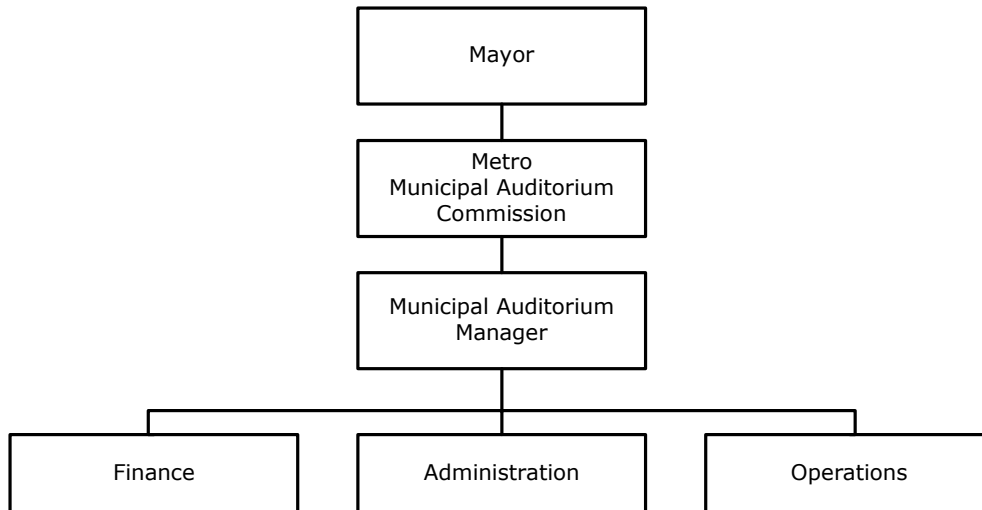 Mayor
Metro
Municipal Auditorium
Commission
Municipal Auditorium
Manager
Finance
Administration
Operations